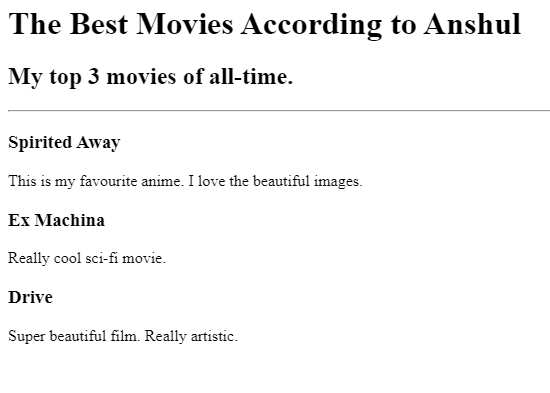 The Best Movies According to Anshul
My top 3 movies of all-time.
Spirited Away
This is my favourite anime. I love the beautiful images.
Ex Machina
Really cool sci-fi movie.
Drive
Super beautiful film. Really artistic.